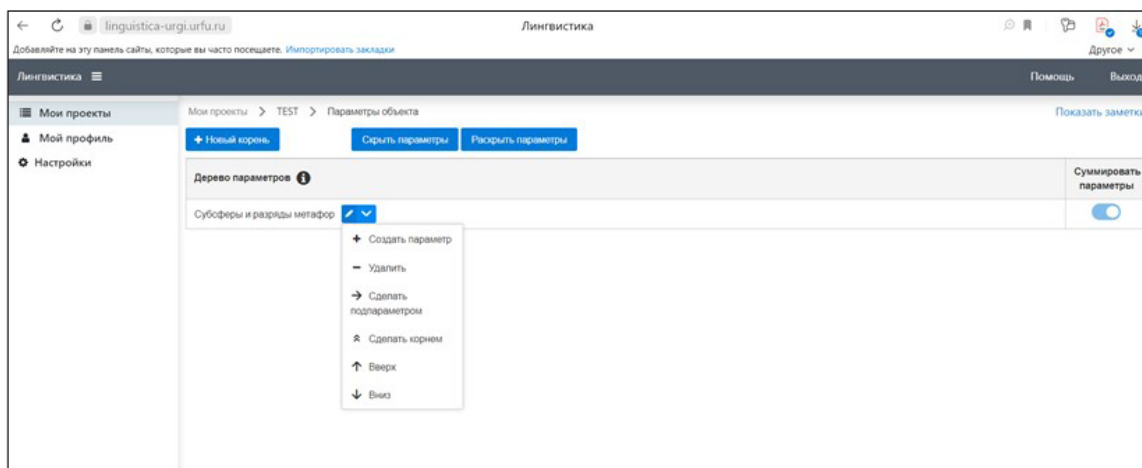 linguistica-urgi.urfu.ru Лингвистика
Добавляйте на эту панель сайты, которые вы часто посещаете. Импортировать закладки Другое
Лингвистика Помощь Выход
Мои проекты Мои проекты > TEST > Параметры объекта Показать заметки
Мой профиль + Новый корень Скрыть параметры Раскрыть параметры
Настройки
Дерево параметров Суммировать
параметры
Субсферы и разряды метафор
+ Создать параметр
− Удалить
→ Сделать
подпараметром
Сделать корнем
↑ Вверх
↓ Вниз